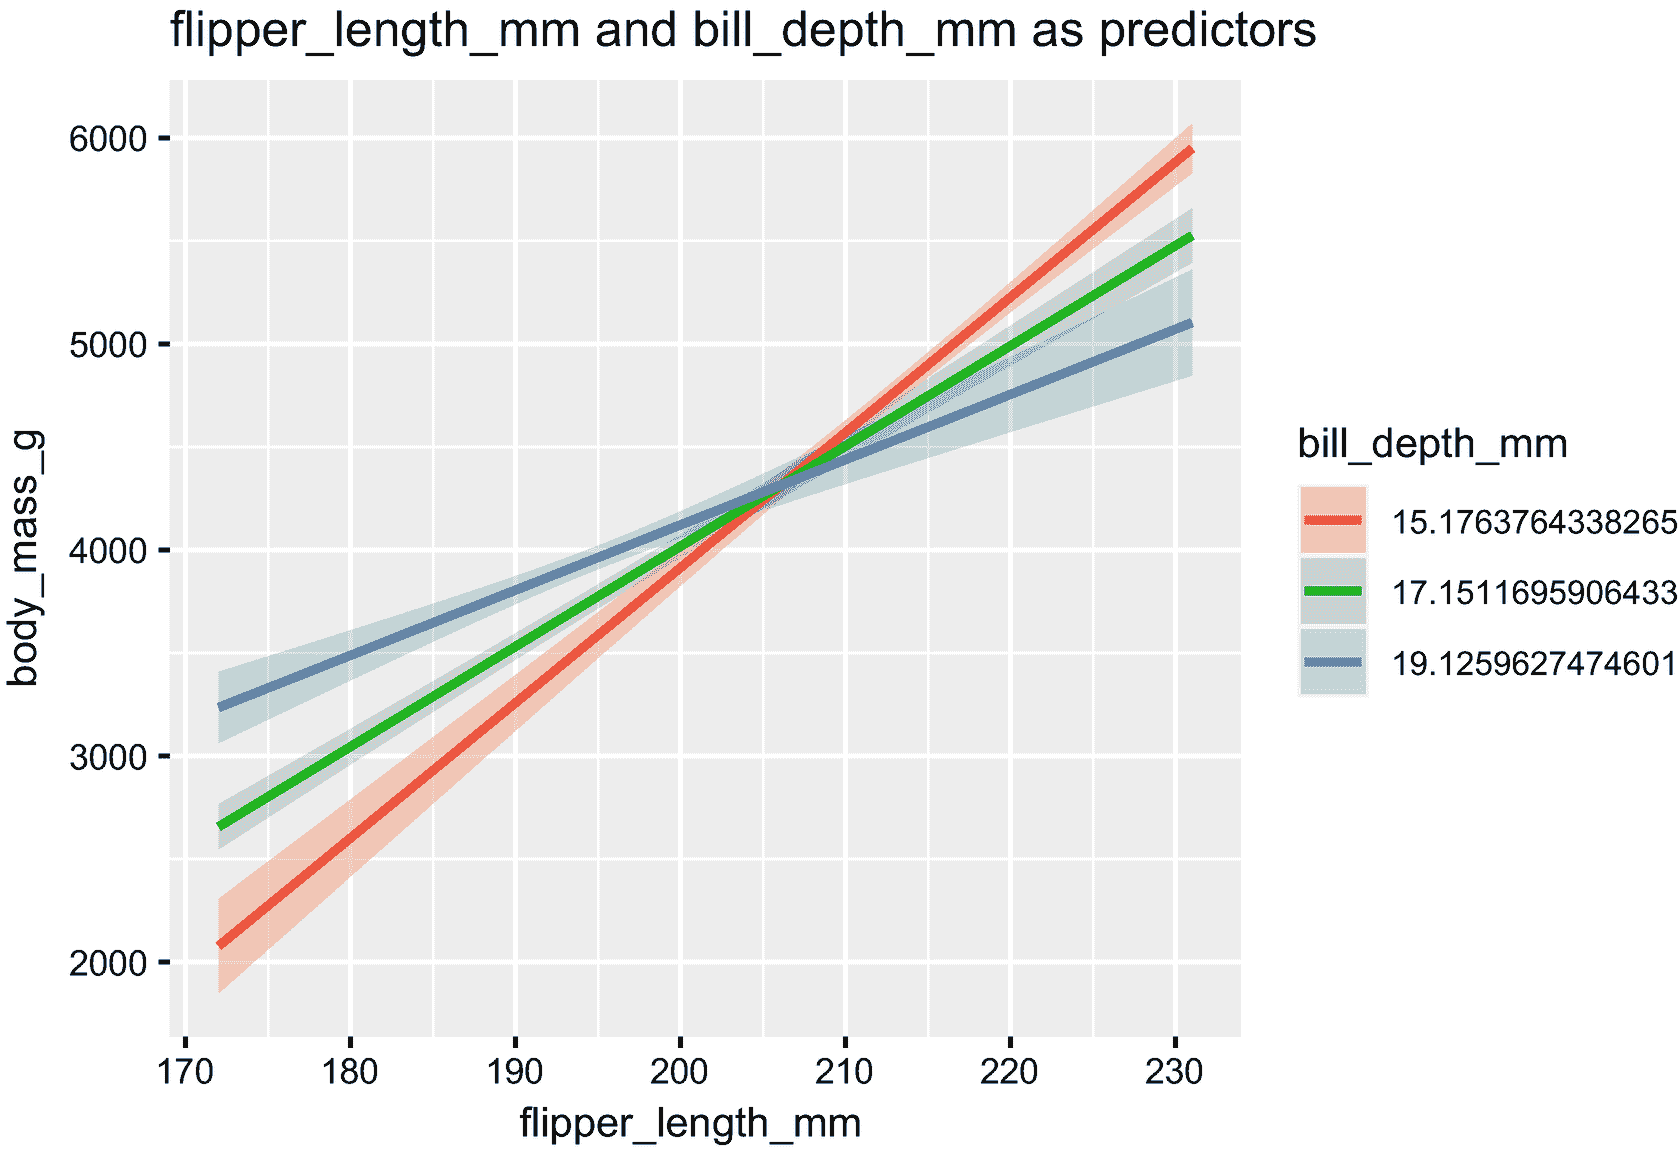 flipper_length_mm and bill_depth_mm as predictors
6000
5000
4000
3000
2000
body_mass_g
170 180 190 200 210 220 230
flipper_length_mm
bill_depth_mm
15.1763764338265
17.1511695906433
19.1259627474601